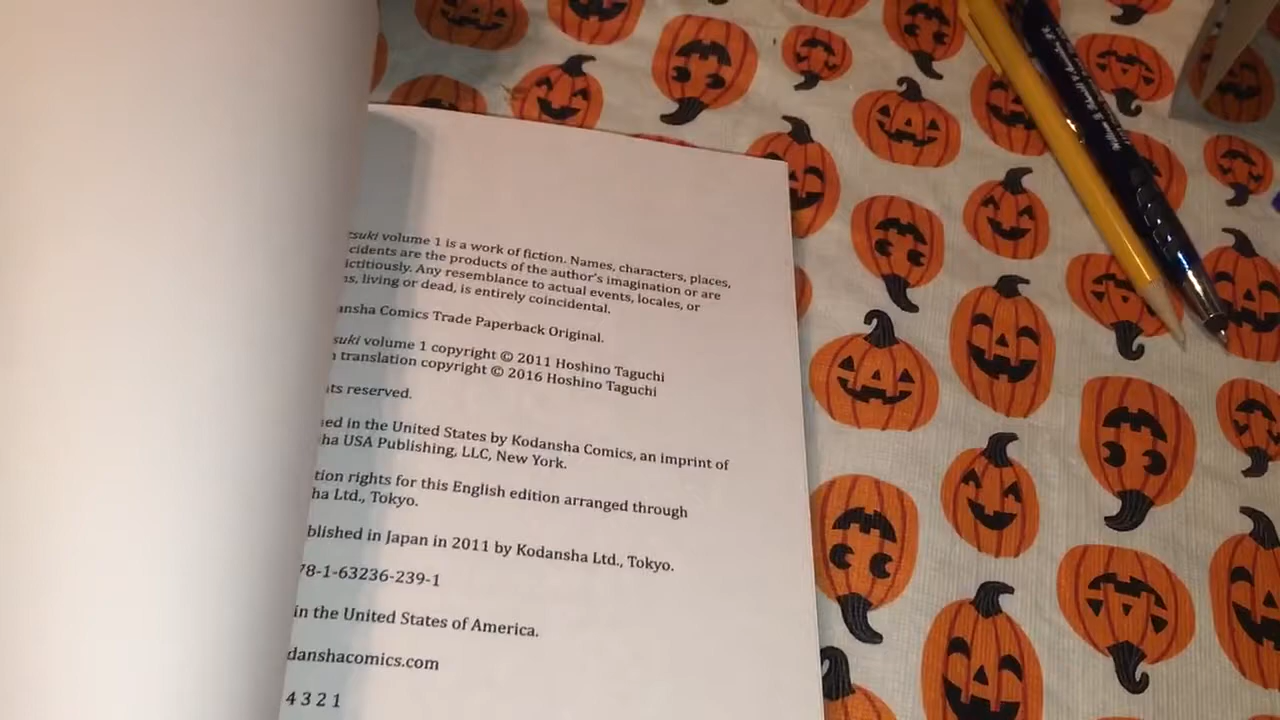 suki volume 1 is a work of fiction. Names, characters, places,
cidents are the products of the author's imagination or are
ictitiously. Any resemblance to actual events, locales, or
ns, living or dead, is entirely coincidental.
ansha Comics Trade Paperback Original.
suki volume 1 copyright © 2011 Hoshino Taguchi
translation copyright © 2016 Hoshino Taguchi
ts reserved.
ed in the United States by Kodansha Comics, an imprint of
ha USA Publishing, LLC, New York.
tion rights for this English edition arranged through
ha Ltd., Tokyo.
blished in Japan in 2011 by Kodansha Ltd., Tokyo.
78-1-63236-239-1
in the United States of America.
danshacomics.com
4 3 2 1